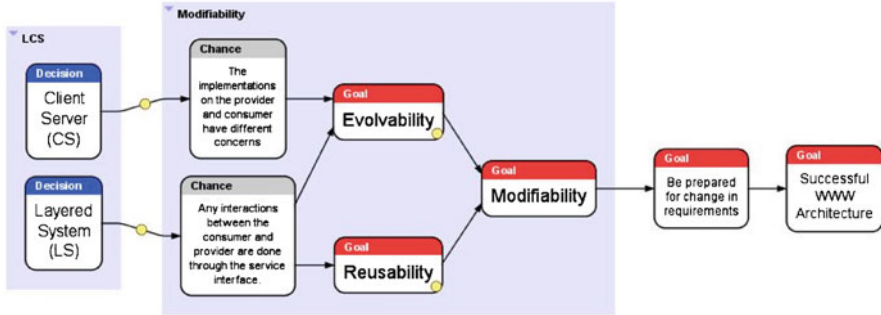 LCS
Decision
Client
Server
(CS)
Decision
Layered
System
(LS)
Modifiability
Chance
The
implementations
on the provider
and consumer
have different
concerns
Chance
Any interactions
between the
consumer and
provider are done
through the service
interface.
Goal
Evolvability
Goal
Reusability
Goal
Modifiability
Goal
Be prepared
for change in
requirements
Goal
Successful
WWW
Architecture